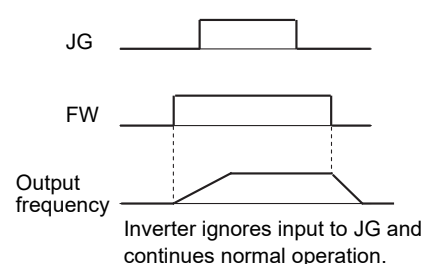 JG
FW
Output
frequency
Inverter ignores input to JG and
continues normal operation.